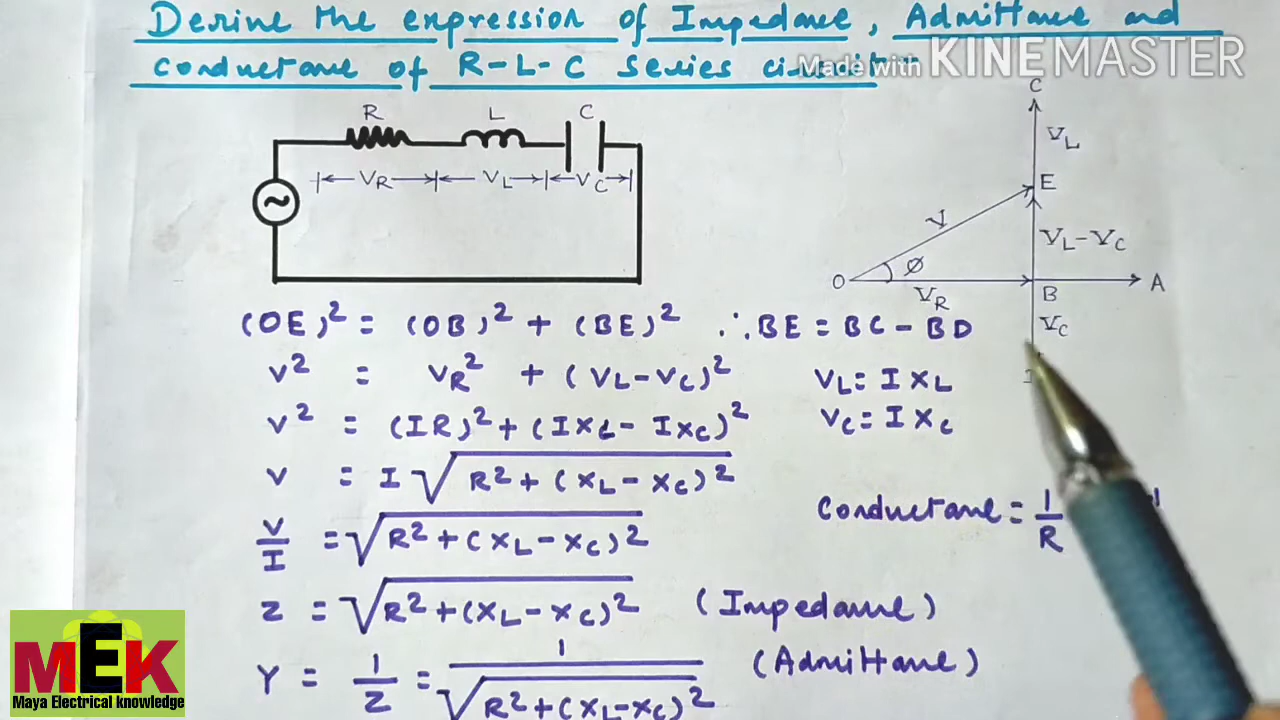 Derive the expression of Impedance, Admittance and
conductance of R-L-C series circuit
Made with KINEMASTER
R L C
VR VL VC
C
VL
E
V
VL-VC
Ø
O VR B A
VC
(OE)² = (OB)² + (BE)² ∴ BE = BC - BD
V² = VR² + (VL-VC)² VL = I XL
V² = (IR)² + (IXL - IXC)² VC = I XC
V = I √R² + (XL - XC)²
Conductance = 1/R
V/I = √R² + (XL - XC)²
Z = √R² + (XL - XC)² (Impedance)
Y = 1/Z = 1/√R² + (XL-XC)² (Admittance)
MEK
Maya Electrical knowledge